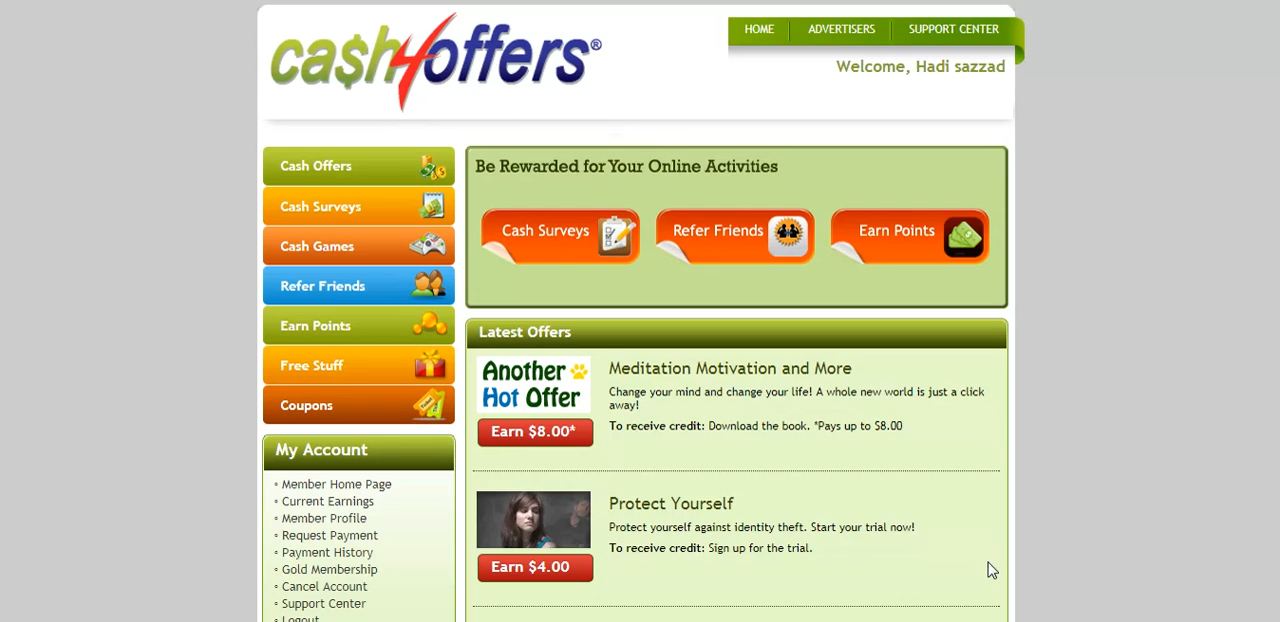 ca$h4offers®
HOME
ADVERTISERS
SUPPORT CENTER
Welcome, Hadi sazzad
Cash Offers
Cash Surveys
Cash Games
Refer Friends
Earn Points
Free Stuff
Coupons
My Account
Member Home Page
Current Earnings
Member Profile
Request Payment
Payment History
Gold Membership
Cancel Account
Support Center
Logout
Be Rewarded for Your Online Activities
Cash Surveys
Refer Friends
Earn Points
Latest Offers
Another
Hot Offer
Earn $8.00*
Meditation Motivation and More
Change your mind and change your life! A whole new world is just a click
away!
To receive credit: Download the book. *Pays up to $8.00
Earn $4.00
Protect Yourself
Protect yourself against identity theft. Start your trial now!
To receive credit: Sign up for the trial.